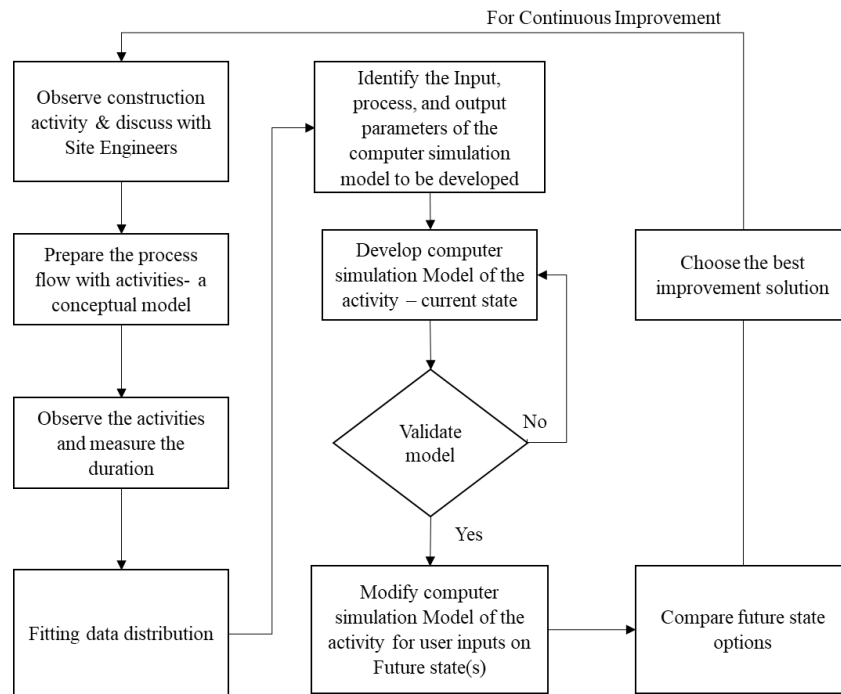 For Continuous Improvement
Observe construction
activity & discuss with
Site Engineers
Prepare the process
flow with activities- a
conceptual model
Observe the activities
and measure the
duration
Fitting data distribution
Identify the Input,
process, and output
parameters of the
computer simulation
model to be developed
Develop computer
simulation Model of the
activity – current state
Validate
model
No
Yes
Modify computer
simulation Model of the
activity for user inputs on
Future state(s)
Compare future state
options
Choose the best
improvement solution